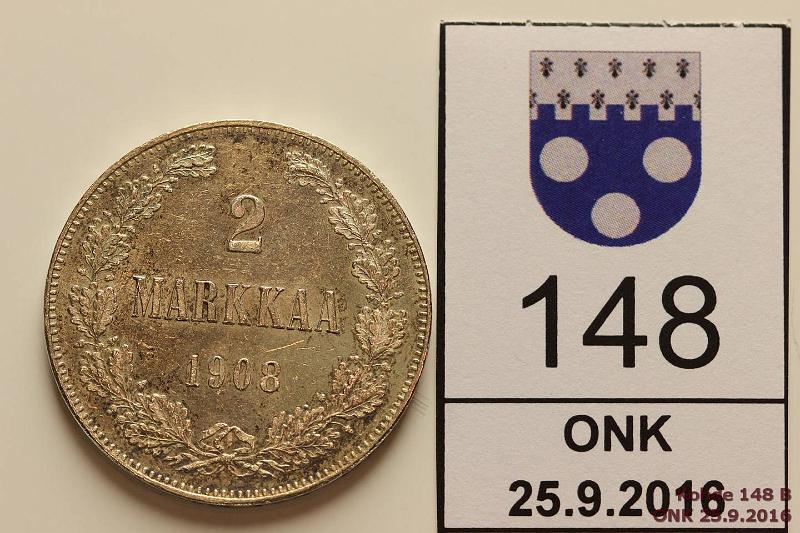 2
MARKKAA
1908
148
ONK
25.9.2016
Kohde 148 B
ONK 25.9.2016